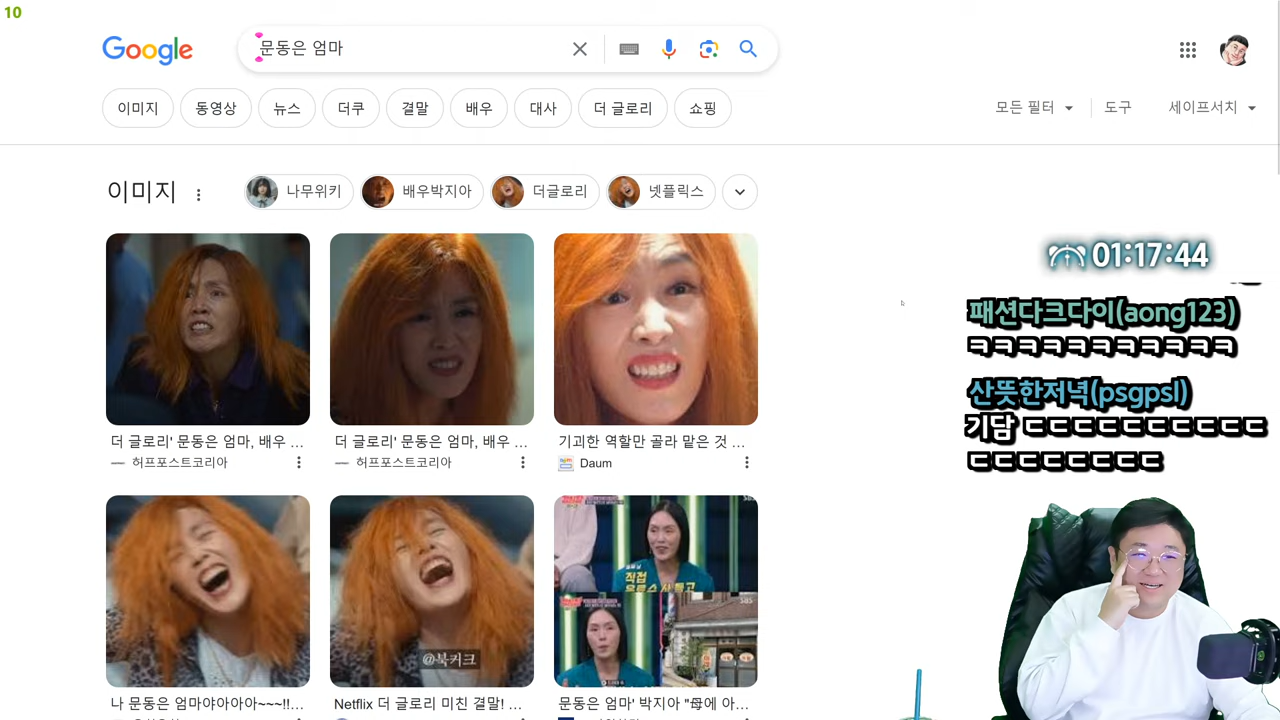 10
Google
문동은 엄마
이미지
동영상
뉴스
더쿠
결말
배우
대사
더 글로리
쇼핑
모든 필터
도구
세이프서치
이미지
나무위키
배우박지아
더글로리
넷플릭스
01:17:44
패션다크다이(aong123)
ㅋㅋㅋㅋㅋㅋㅋㅋㅋㅋㅋ
산뜻한저녁(psgpsl)
기담 ㄷㄷㄷㄷㄷㄷㄷㄷㄷㄷ
ㄷㄷㄷㄷㄷㄷㄷㄷ
더 글로리' 문동은 엄마, 배우 ...
허프포스트코리아
더 글로리' 문동은 엄마, 배우 ...
허프포스트코리아
기괴한 역할만 골라 맡은 것 ...
Daum
@북커크
SBS
직접
SBS
나 문동은 엄마야아아아~~~!!...
Netflix 더 글로리 미친 결말! ...
문동은 엄마' 박지아 "母에 아...